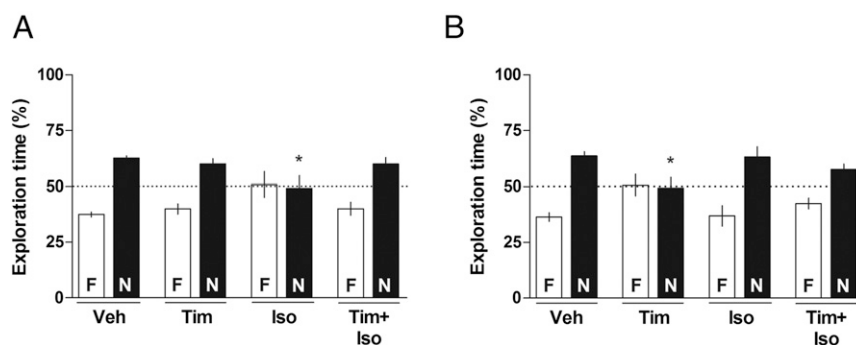 A
Exploration time (%)
100
75
50
25
0
*
F N F N F N F N
Veh Tim Iso Tim+
Iso
B
Exploration time (%)
100
75
50
25
0
*
F N F N F N F N
Veh Tim Iso Tim+
Iso